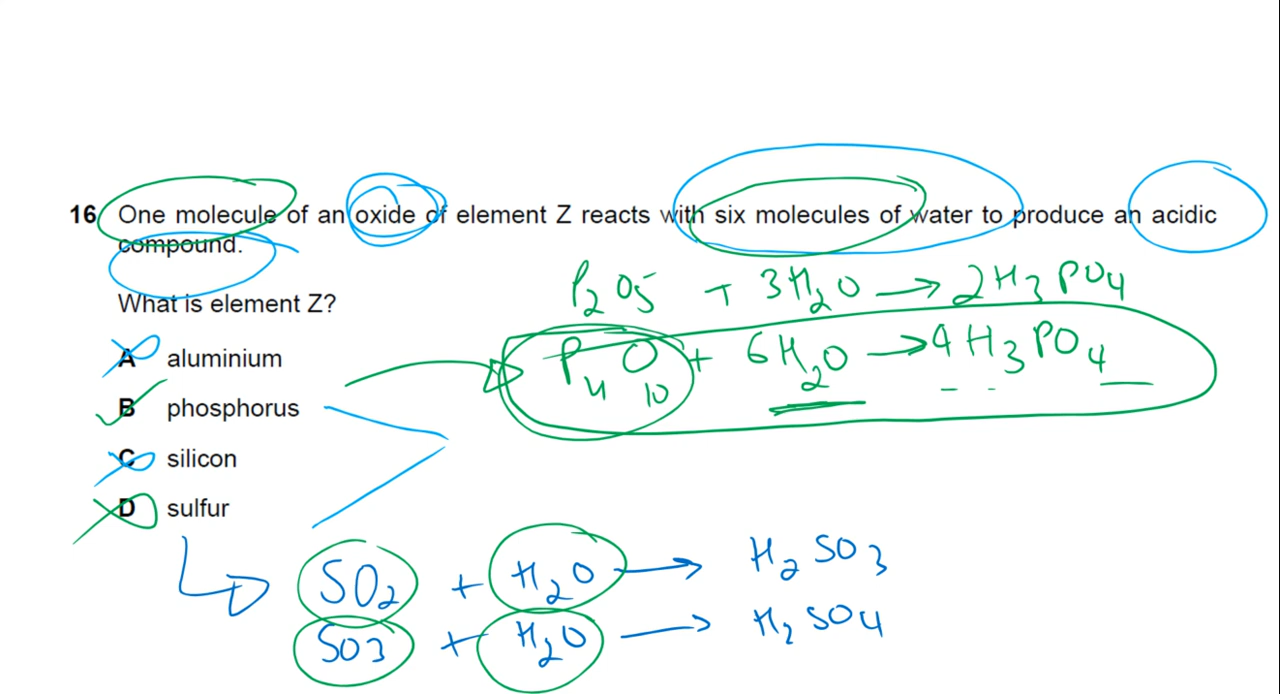 16 One molecule of an oxide of element Z reacts with six molecules of water to produce an acidic
compound.
P2O5 + 3H2O → 2H3PO4
What is element Z?
P4O10 + 6H2O → 4H3PO4
A aluminium
B phosphorus
C silicon
D sulfur
SO2 + H2O → H2SO3
SO3 + H2O → H2SO4